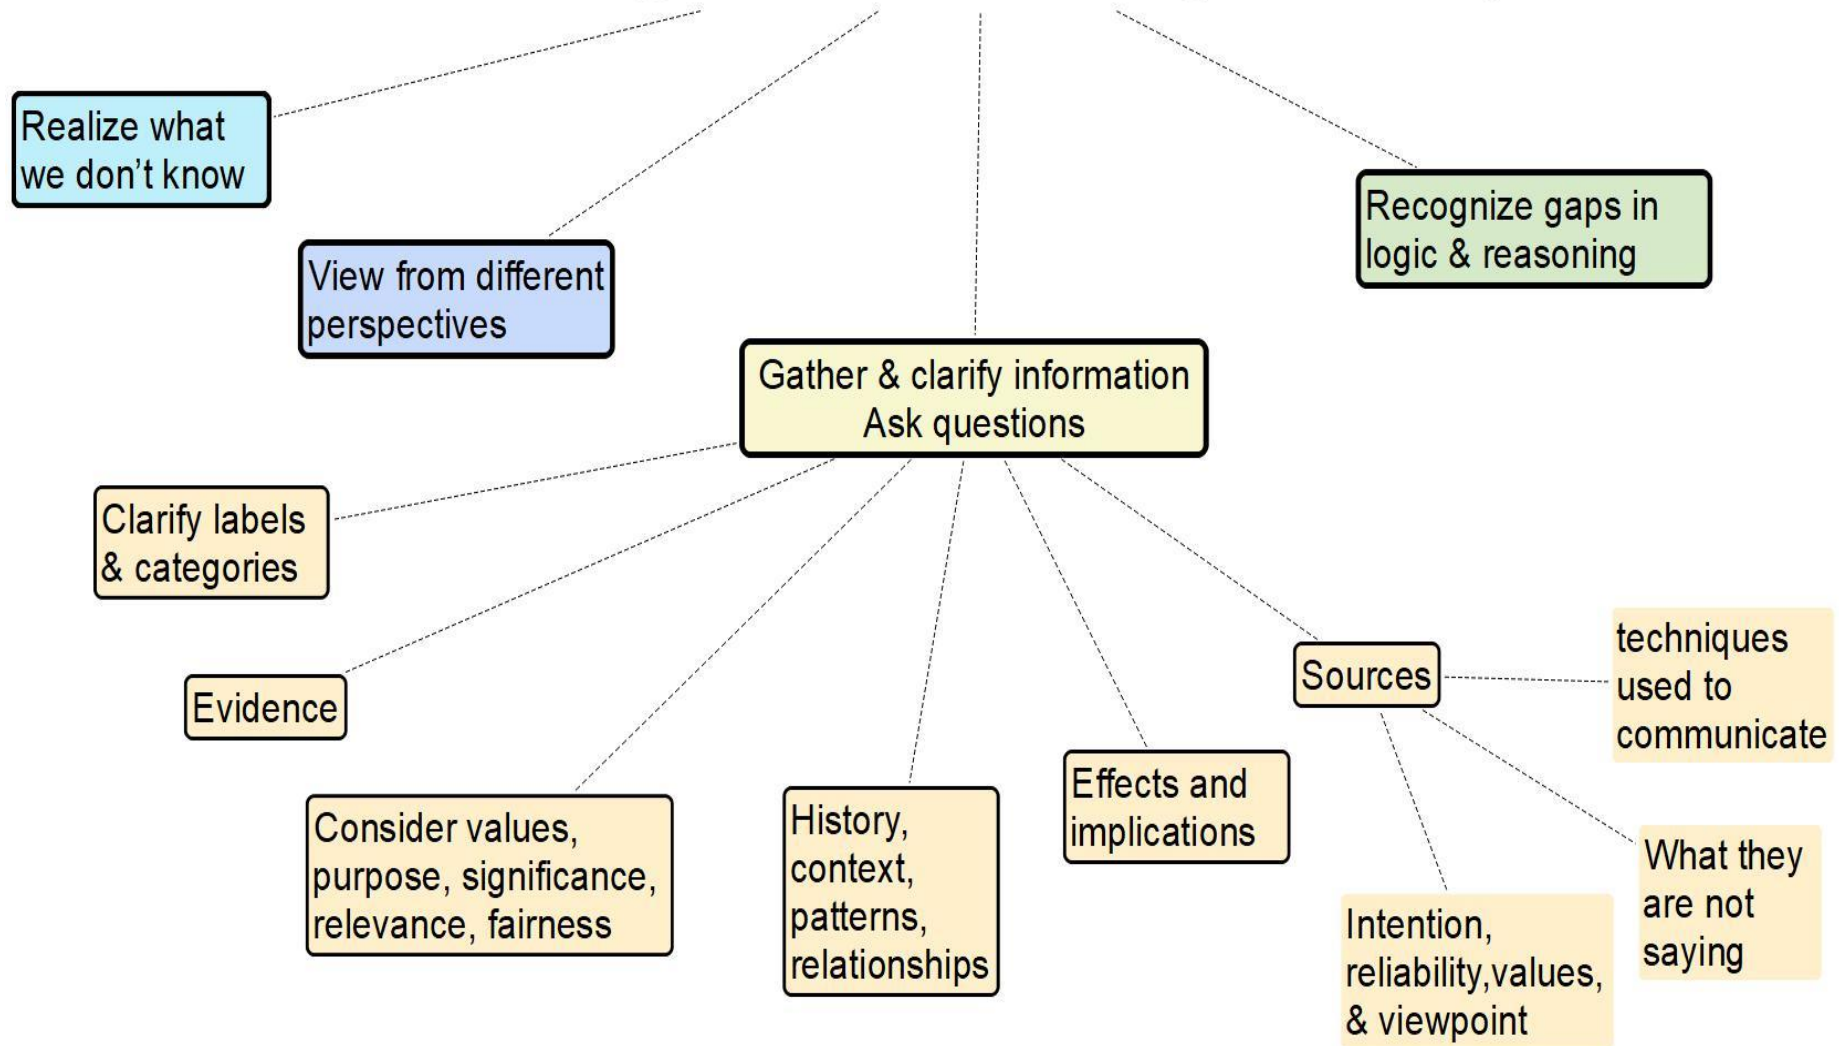 Realize what
we don't know
View from different
perspectives
Recognize gaps in
logic & reasoning
Gather & clarify information
Ask questions
Clarify labels
& categories
Evidence
Consider values,
purpose, significance,
relevance, fairness
History,
context,
patterns,
relationships
Effects and
implications
Sources
techniques
used to
communicate
What they
are not
saying
Intention,
reliability,values,
& viewpoint